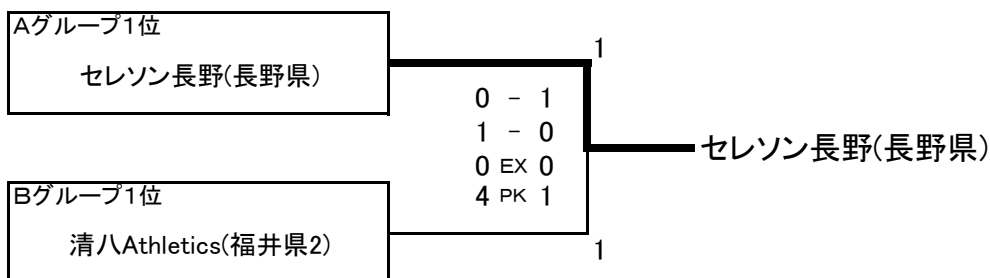 Aグループ1位
セレソン長野(長野県)
1
0 - 1
1 - 0
0 EX 0
4 PK 1
セレソン長野(長野県)
Bグループ1位
清八Athletics(福井県2)
1